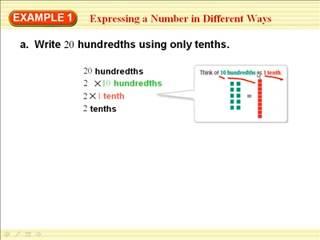 EXAMPLE 1 Expressing a Number in Different Ways
a. Write 20 hundredths using only tenths.
20 hundredths
2 × 10 hundredths
2 × 1 tenth
2 tenths
Think of 10 hundredths as 1 tenth.
=